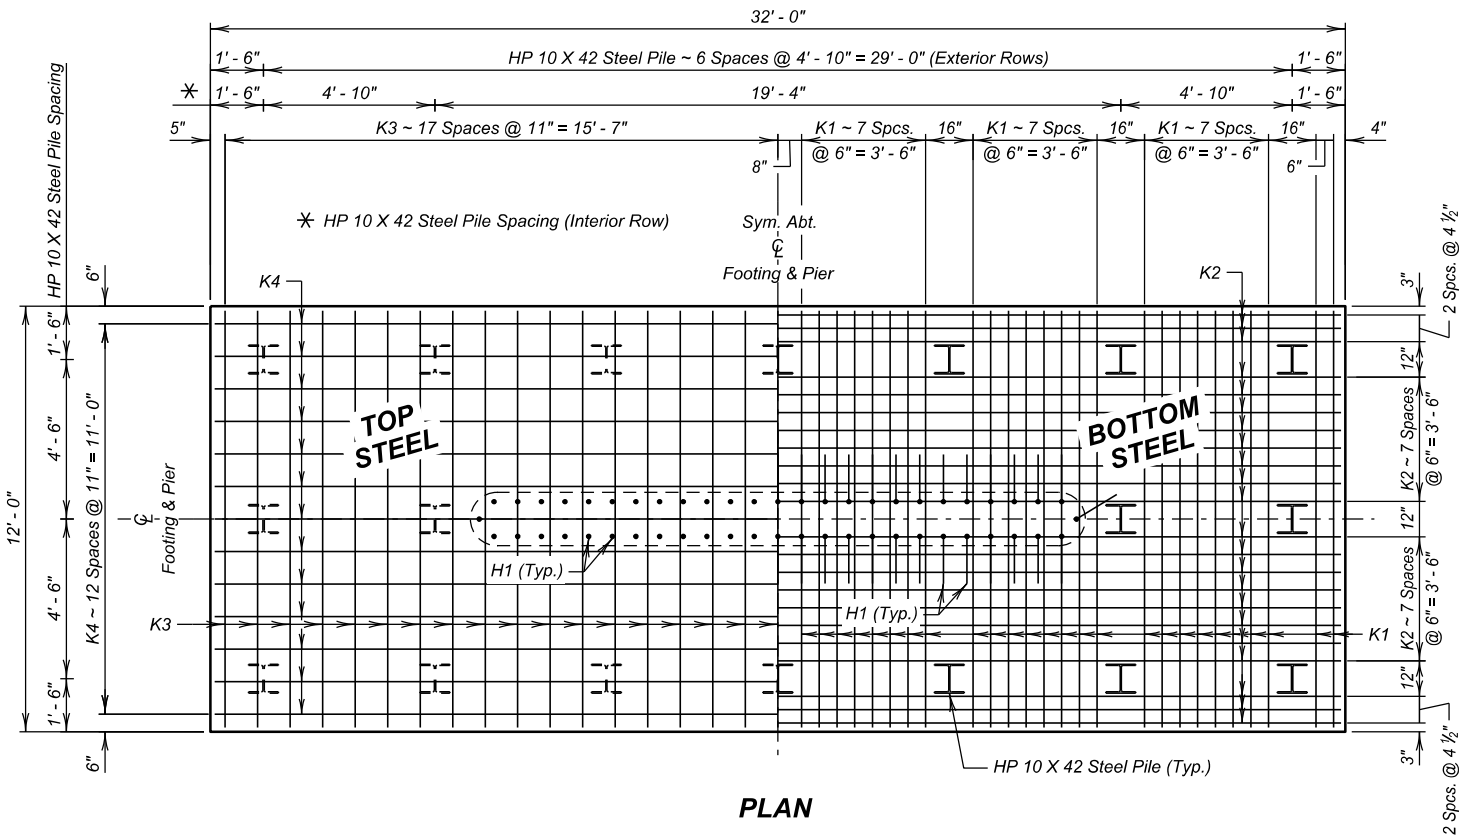 32' - 0"
1' - 6"
HP 10 X 42 Steel Pile ~ 6 Spaces @ 4' - 10" = 29' - 0" (Exterior Rows)
1' - 6"
1' - 6"
4' - 10"
19' - 4"
4' - 10"
1' - 6"
5"
K3 ~ 17 Spaces @ 11" = 15' - 7"
8"
K1 ~ 7 Spcs.
@ 6" = 3' - 6"
16"
K1 ~ 7 Spcs.
@ 6" = 3' - 6"
16"
K1 ~ 7 Spcs.
@ 6" = 3' - 6"
16"
6"
4"
HP 10 X 42 Steel Pile Spacing
HP 10 X 42 Steel Pile Spacing (Interior Row)
Sym. Abt.
℄
Footing & Pier
K4
K2
6"
1' - 6"
4' - 6"
4' - 6"
1' - 6"
6"
12' - 0"
K4 ~ 12 Spaces @ 11" = 11' - 0"
℄
Footing & Pier
TOP
STEEL
BOTTOM
STEEL
H1 (Typ.)
H1 (Typ.)
K3
K1
3"
2 Spcs. @ 4 ½"
12"
K2 ~ 7 Spaces
@ 6" = 3' - 6"
12"
K2 ~ 7 Spaces
@ 6" = 3' - 6"
12"
3"
2 Spcs. @ 4 ½"
HP 10 X 42 Steel Pile (Typ.)
PLAN